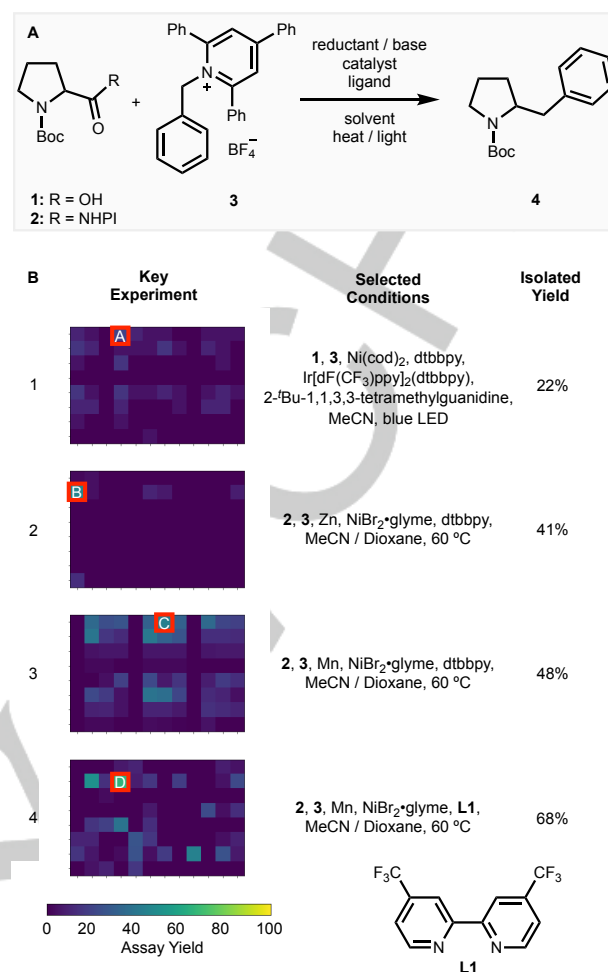 A
Ph
Ph
Ph
N
+
R
O
N
Boc
+
BF4−
reductant / base
catalyst
ligand
solvent
heat / light
N
Boc
1: R = OH
2: R = NHPI
3
4
B
Key
Experiment
Selected
Conditions
Isolated
Yield
1
A
1, 3, Ni(cod)2, dtbbpy,
Ir[dF(CF3)ppy]2(dtbbpy),
2-tBu-1,1,3,3-tetramethylguanidine,
MeCN, blue LED
22%
2
B
2, 3, Zn, NiBr2•glyme, dtbbpy,
MeCN / Dioxane, 60 ºC
41%
3
C
2, 3, Mn, NiBr2•glyme, dtbbpy,
MeCN / Dioxane, 60 ºC
48%
4
D
2, 3, Mn, NiBr2•glyme, L1,
MeCN / Dioxane, 60 ºC
68%
0 20 40 60 80 100
Assay Yield
F3C
CF3
N
N
L1